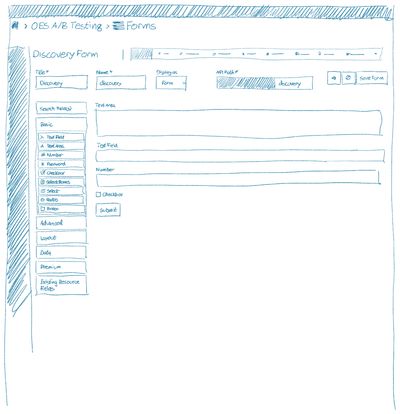 > OES A/B Testing > Forms
Discovery Form
Title* Name* Display as API Path*
Discovery discovery Form discovery Save Form
Search field(s)
Basic
Text Field
Text Area
Number
Password
Checkbox
Select Boxes
Select
Radio
Button
Advanced
Layout
Data
Premium
Existing Resource
Fields
Text Area
Text Field
Number
Checkbox
Submit